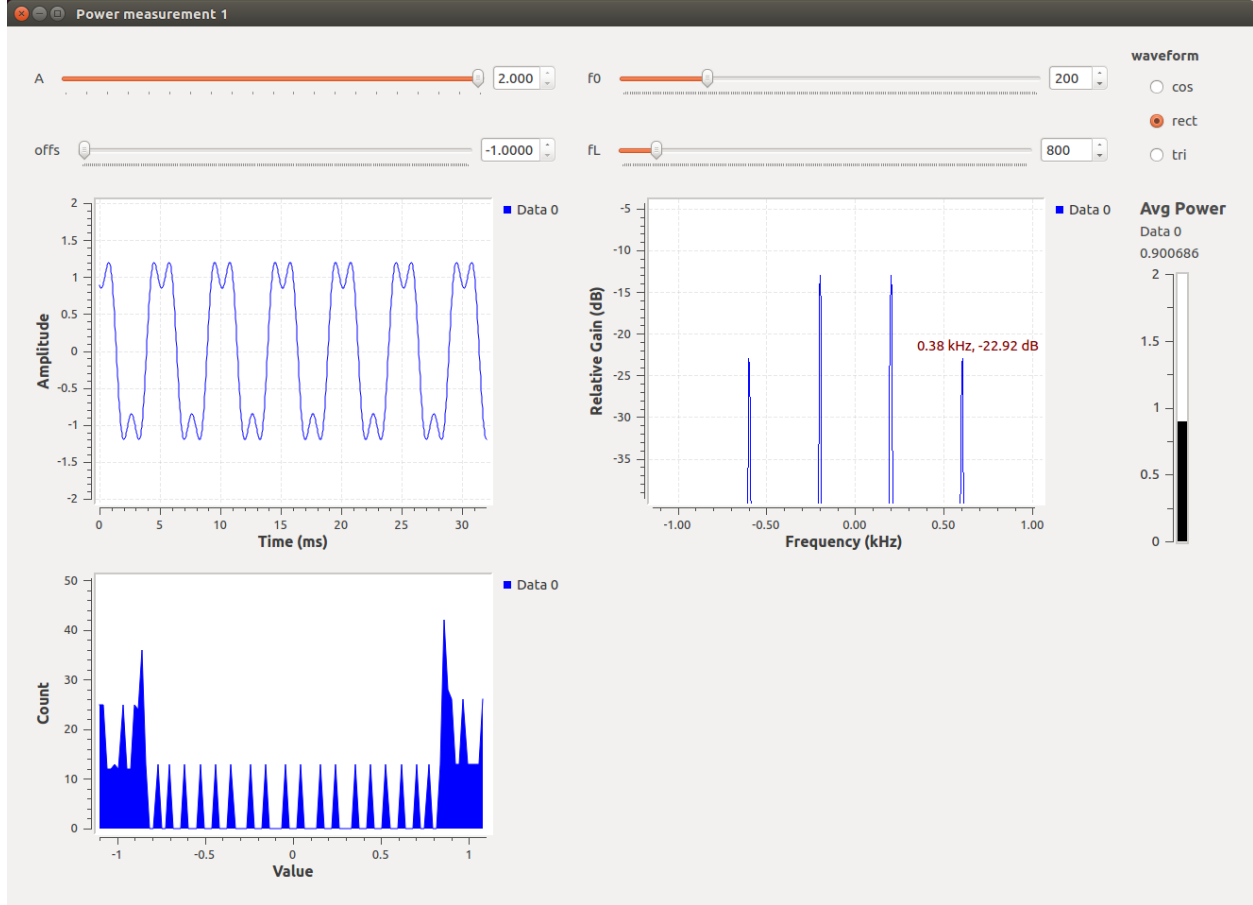 Power measurement 1
A 2.000
f0 200
waveform
cos
rect
tri
offs -1.0000
fL 800
2
1.5
1
0.5
0
-0.5
-1
-1.5
-2
Amplitude
0 5 10 15 20 25 30
Time (ms)
Data 0
-5
-10
-15
-20
-25
-30
-35
Relative Gain (dB)
0.38 kHz, -22.92 dB
-1.00 -0.50 0.00 0.50 1.00
Frequency (kHz)
Data 0
Avg Power
Data 0
0.900686
2
1.5
1
0.5
0
50
40
30
20
10
0
Count
-1 -0.5 0 0.5 1
Value
Data 0